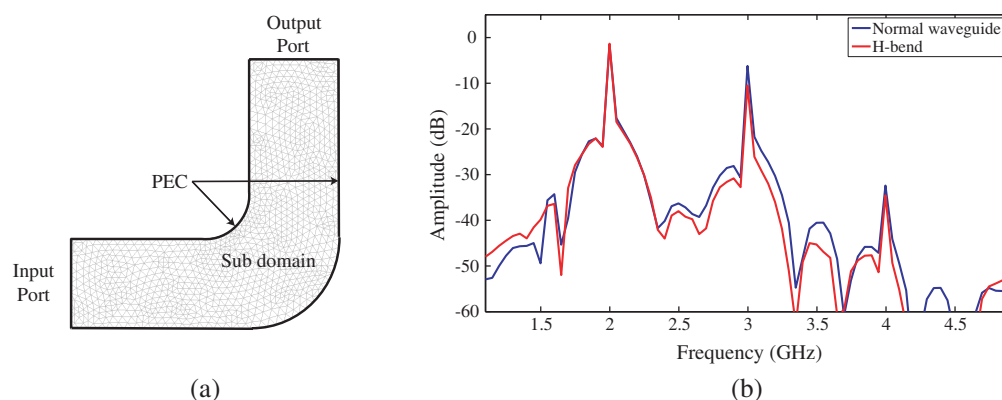 Output
Port
PEC
Sub domain
Input
Port
(a)
Normal waveguide
H-bend
Amplitude (dB)
0
-10
-20
-30
-40
-50
-60
1.5
2
2.5
3
3.5
4
4.5
Frequency (GHz)
(b)